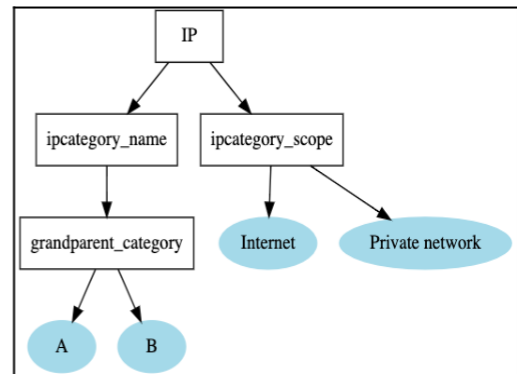 IP
ipcategory_name
ipcategory_scope
grandparent_category
Internet
Private network
A
B